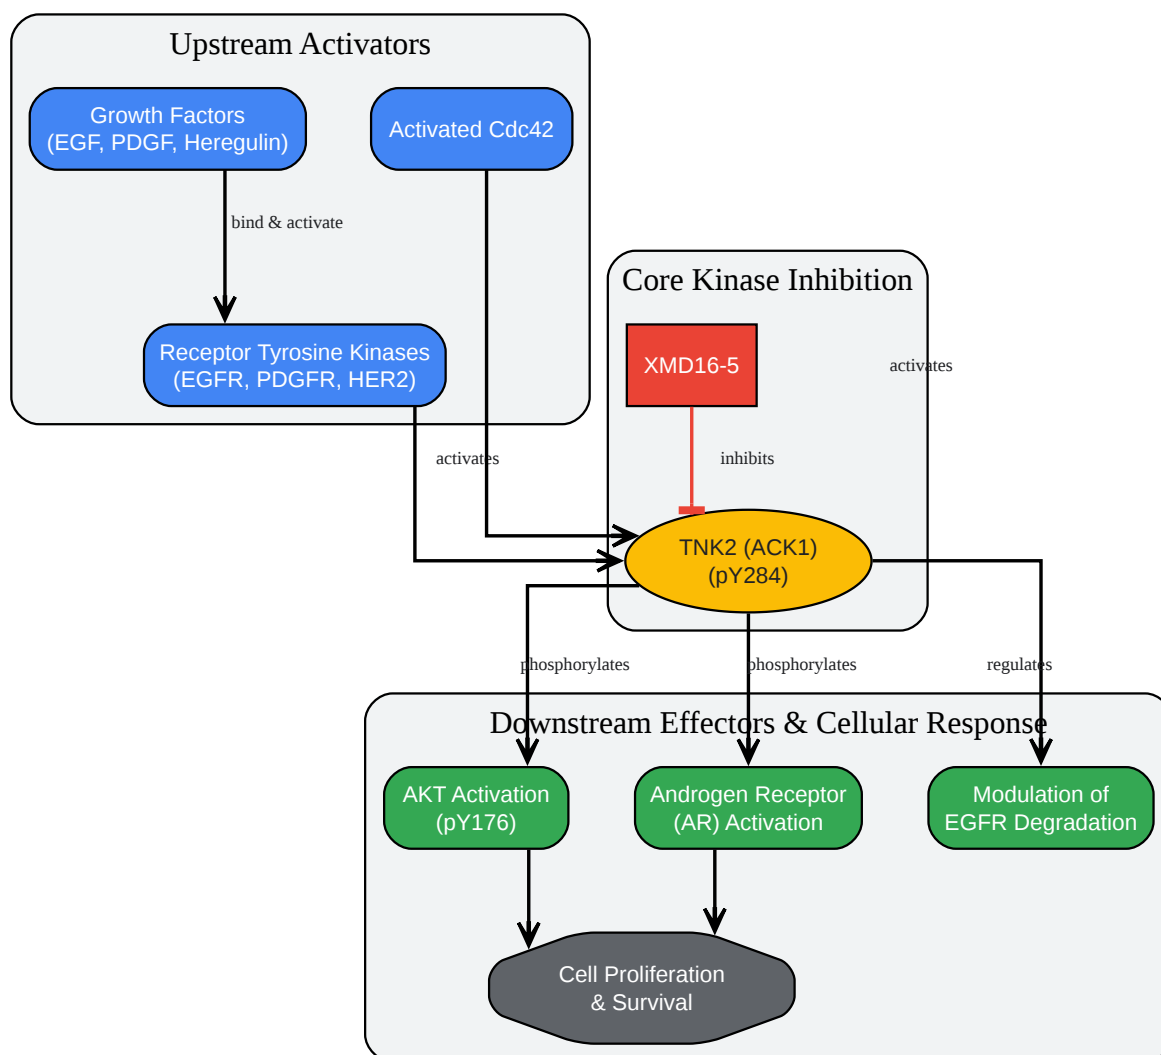 Upstream Activators
Growth Factors
(EGF, PDGF, Heregulin)
Activated Cdc42
bind & activate
Receptor Tyrosine Kinases
(EGFR, PDGFR, HER2)
activates
Core Kinase Inhibition
XMD16-5
activates
inhibits
TNK2 (ACK1)
(pY284)
phosphorylates
phosphorylates
regulates
Downstream Effectors & Cellular Response
AKT Activation
(pY176)
Androgen Receptor
(AR) Activation
Modulation of
EGFR Degradation
Cell Proliferation
& Survival